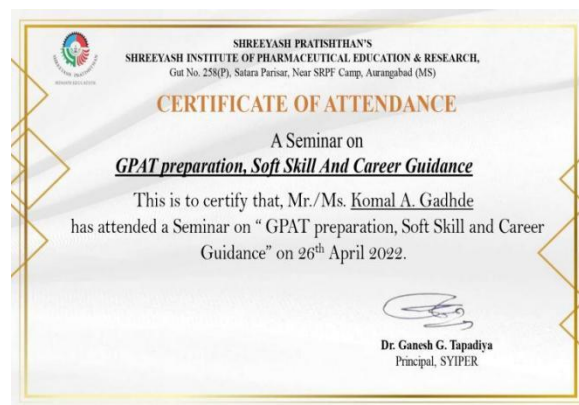 SHREEYASH PRATISHTHAN'S
SHREEYASH INSTITUTE OF PHARMACEUTICAL EDUCATION & RESEARCH,
Gut No. 258(P), Satara Parisar, Near SRPF Camp, Aurangabad (MS)
CERTIFICATE OF ATTENDANCE
A Seminar on
GPAT preparation, Soft Skill And Career Guidance
This is to certify that, Mr./Ms. Komal A. Gadhde
has attended a Seminar on “ GPAT preparation, Soft Skill and Career
Guidance” on 26th April 2022.
Dr. Ganesh G. Tapadiya
Principal, SYIPER